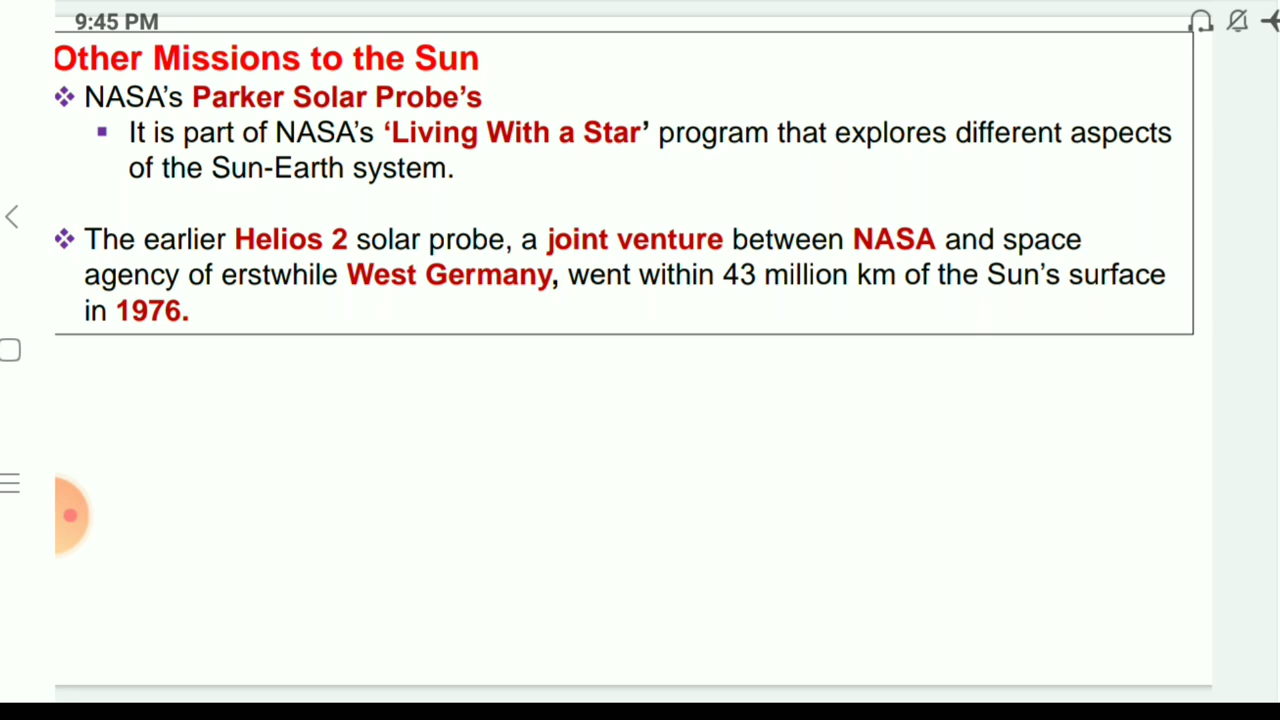 9:45 PM
Other Missions to the Sun
❖ NASA’s Parker Solar Probe’s
▪ It is part of NASA’s ‘Living With a Star’ program that explores different aspects
of the Sun-Earth system.
❖ The earlier Helios 2 solar probe, a joint venture between NASA and space
agency of erstwhile West Germany, went within 43 million km of the Sun’s surface
in 1976.